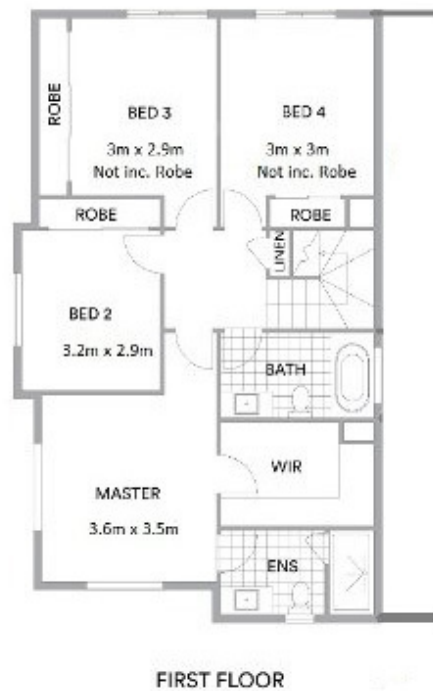 ROBE
BED 3
3m x 2.9m
Not inc. Robe
BED 4
3m x 3m
Not inc. Robe
ROBE
ROBE
LINEN
BED 2
3.2m x 2.9m
BATH
WIR
MASTER
3.6m x 3.5m
ENS
FIRST FLOOR